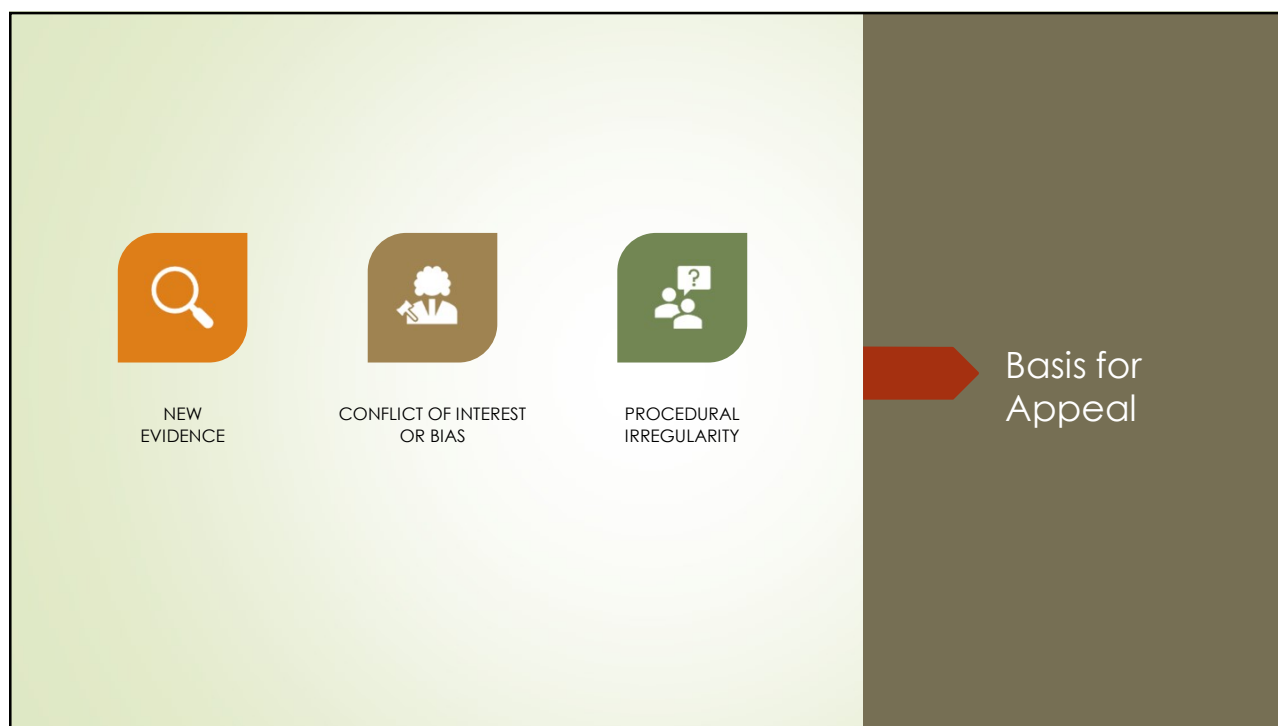 NEW
EVIDENCE
CONFLICT OF INTEREST
OR BIAS
?
PROCEDURAL
IRREGULARITY
Basis for
Appeal